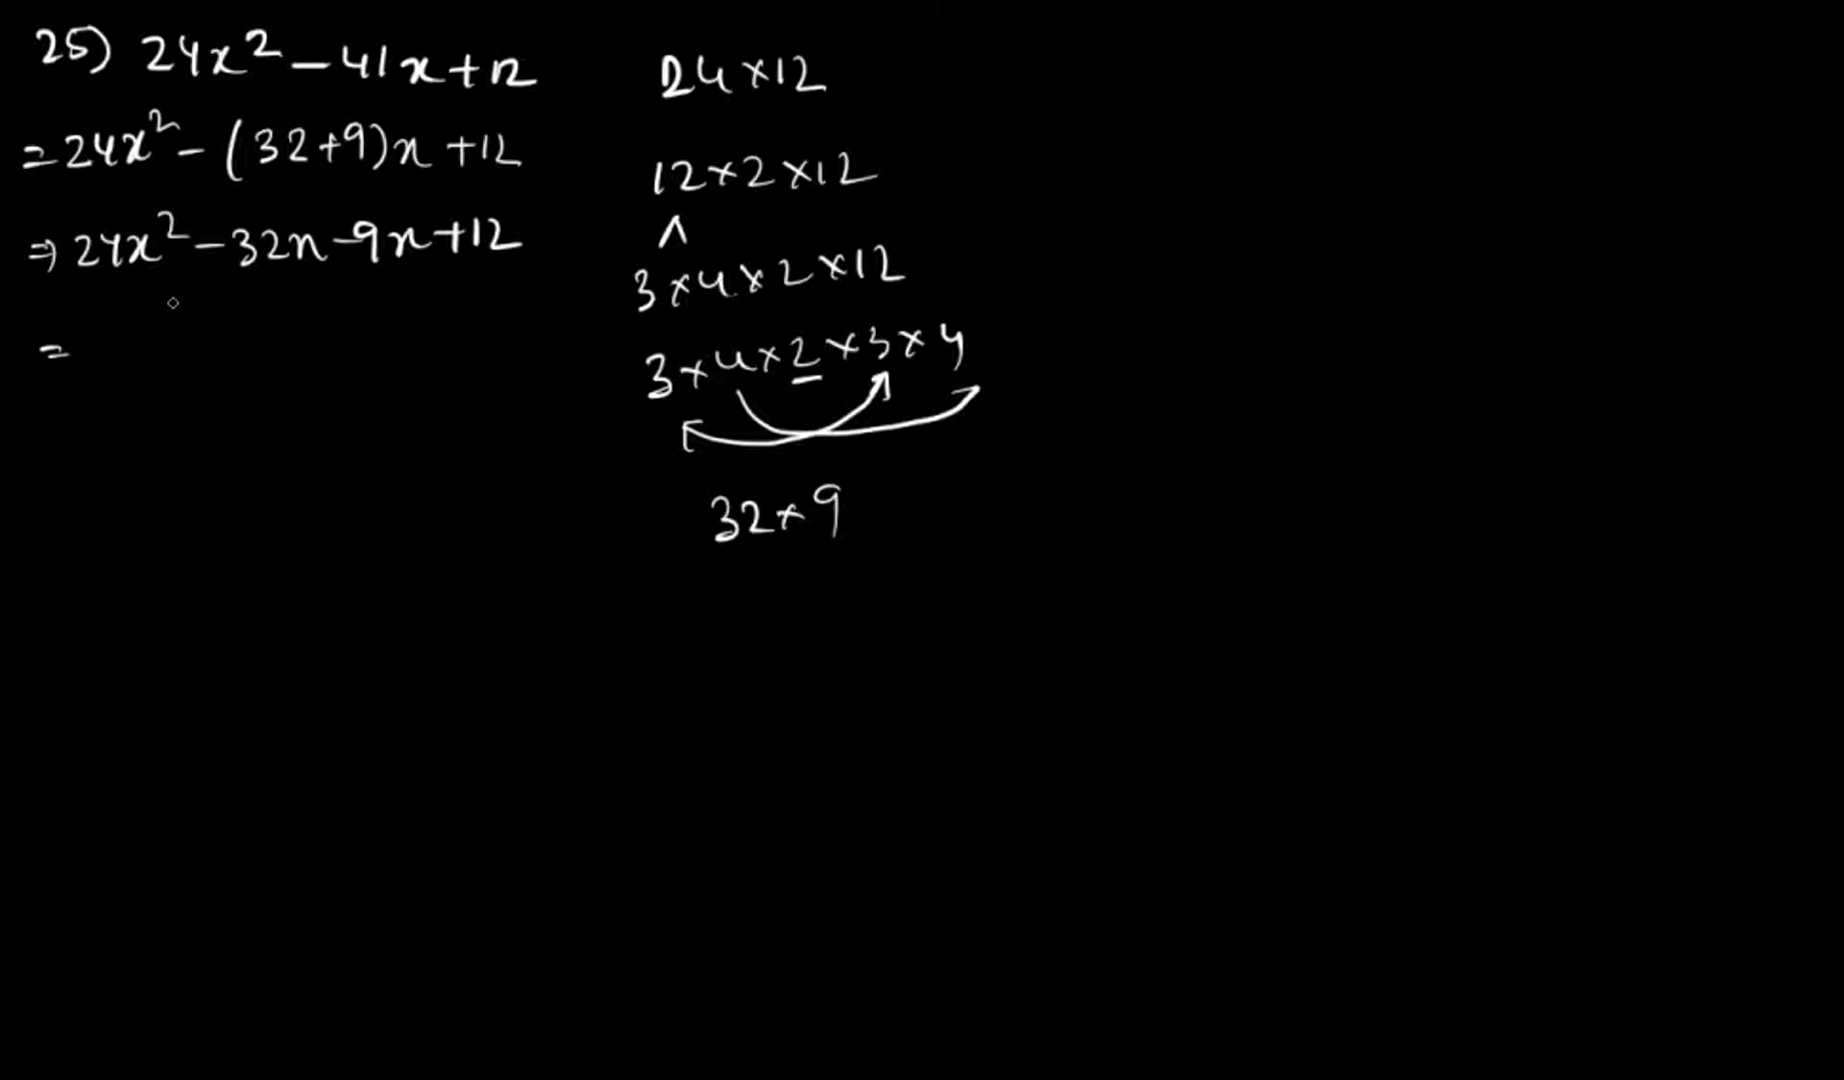 25) 24x² - 41x + 12
= 24x² - (32+9)x + 12
⇒ 24x² - 32x - 9x + 12
=
24 × 12
12 × 2 × 12
∧
3 × 4 × 2 × 12
3 × 4 × 2 × 3 × 4
32 × 9